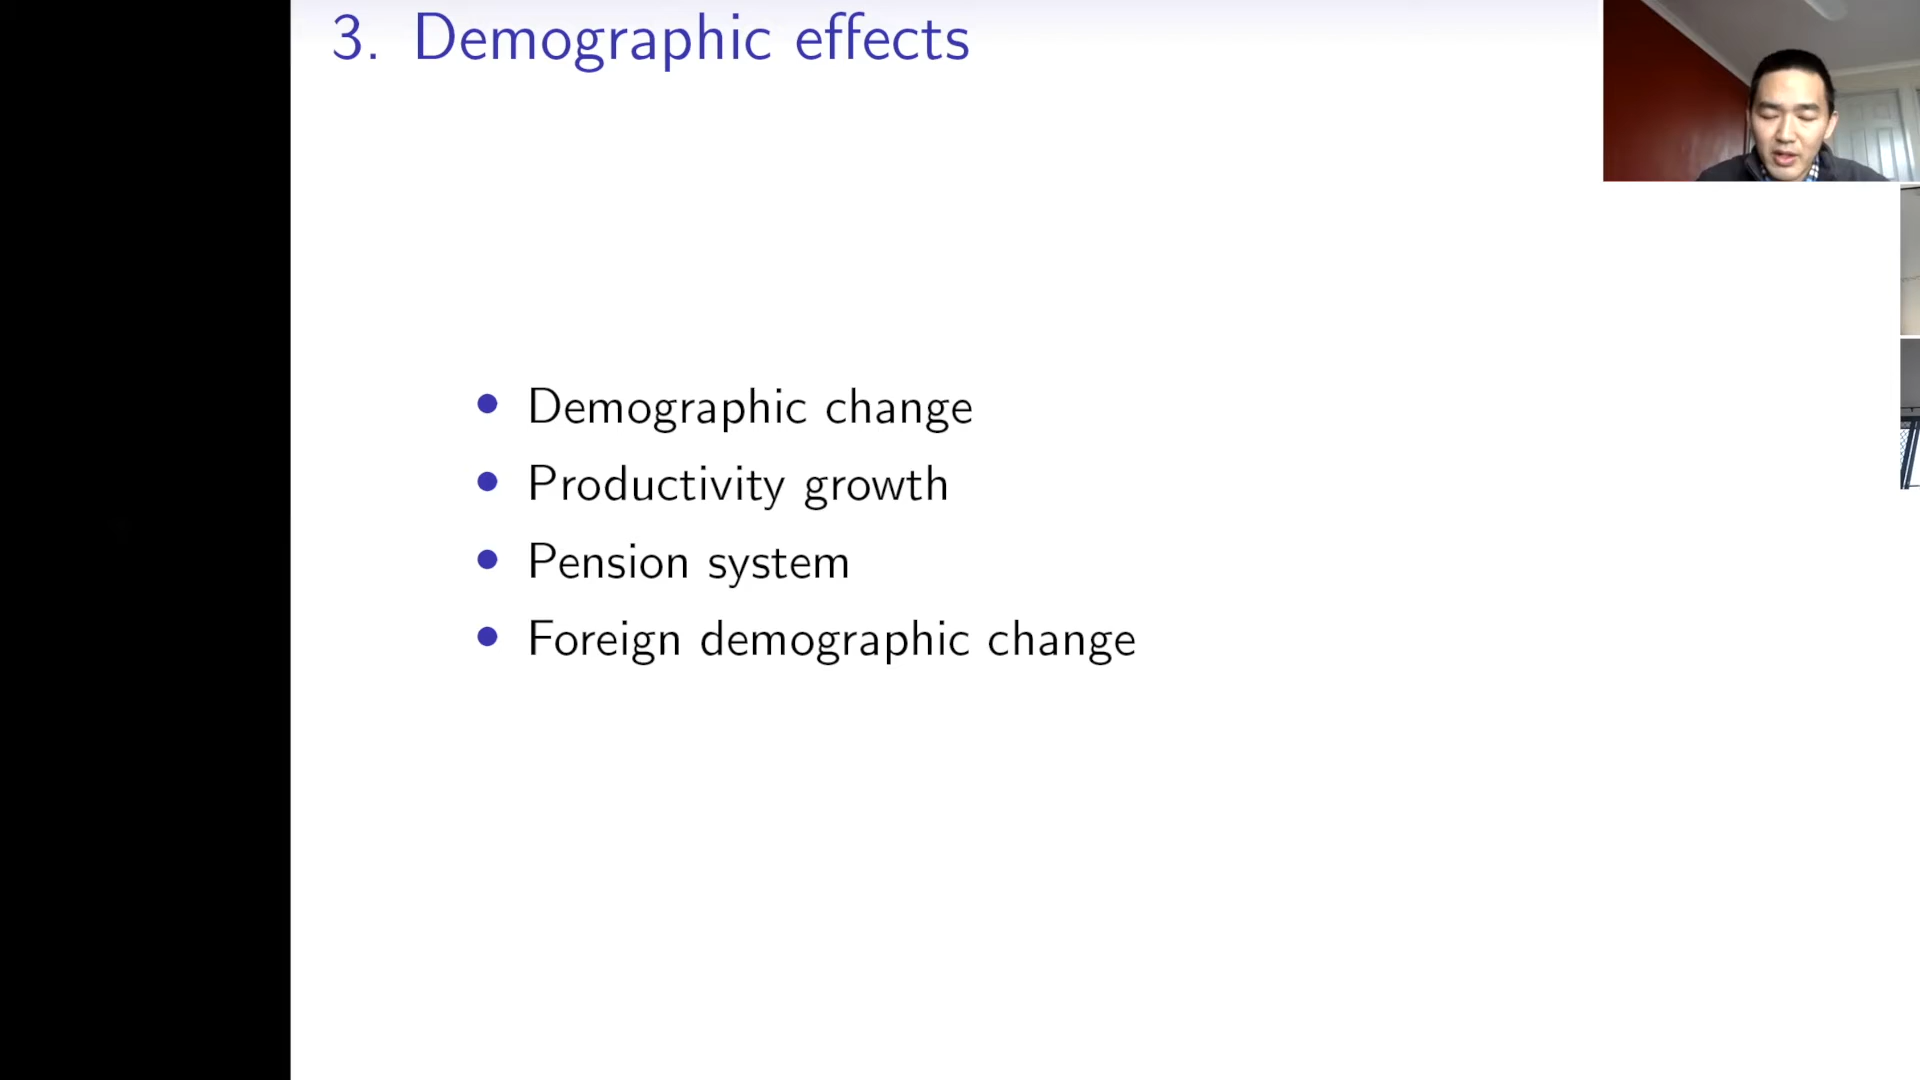 3. Demographic effects
Demographic change
Productivity growth
Pension system
Foreign demographic change